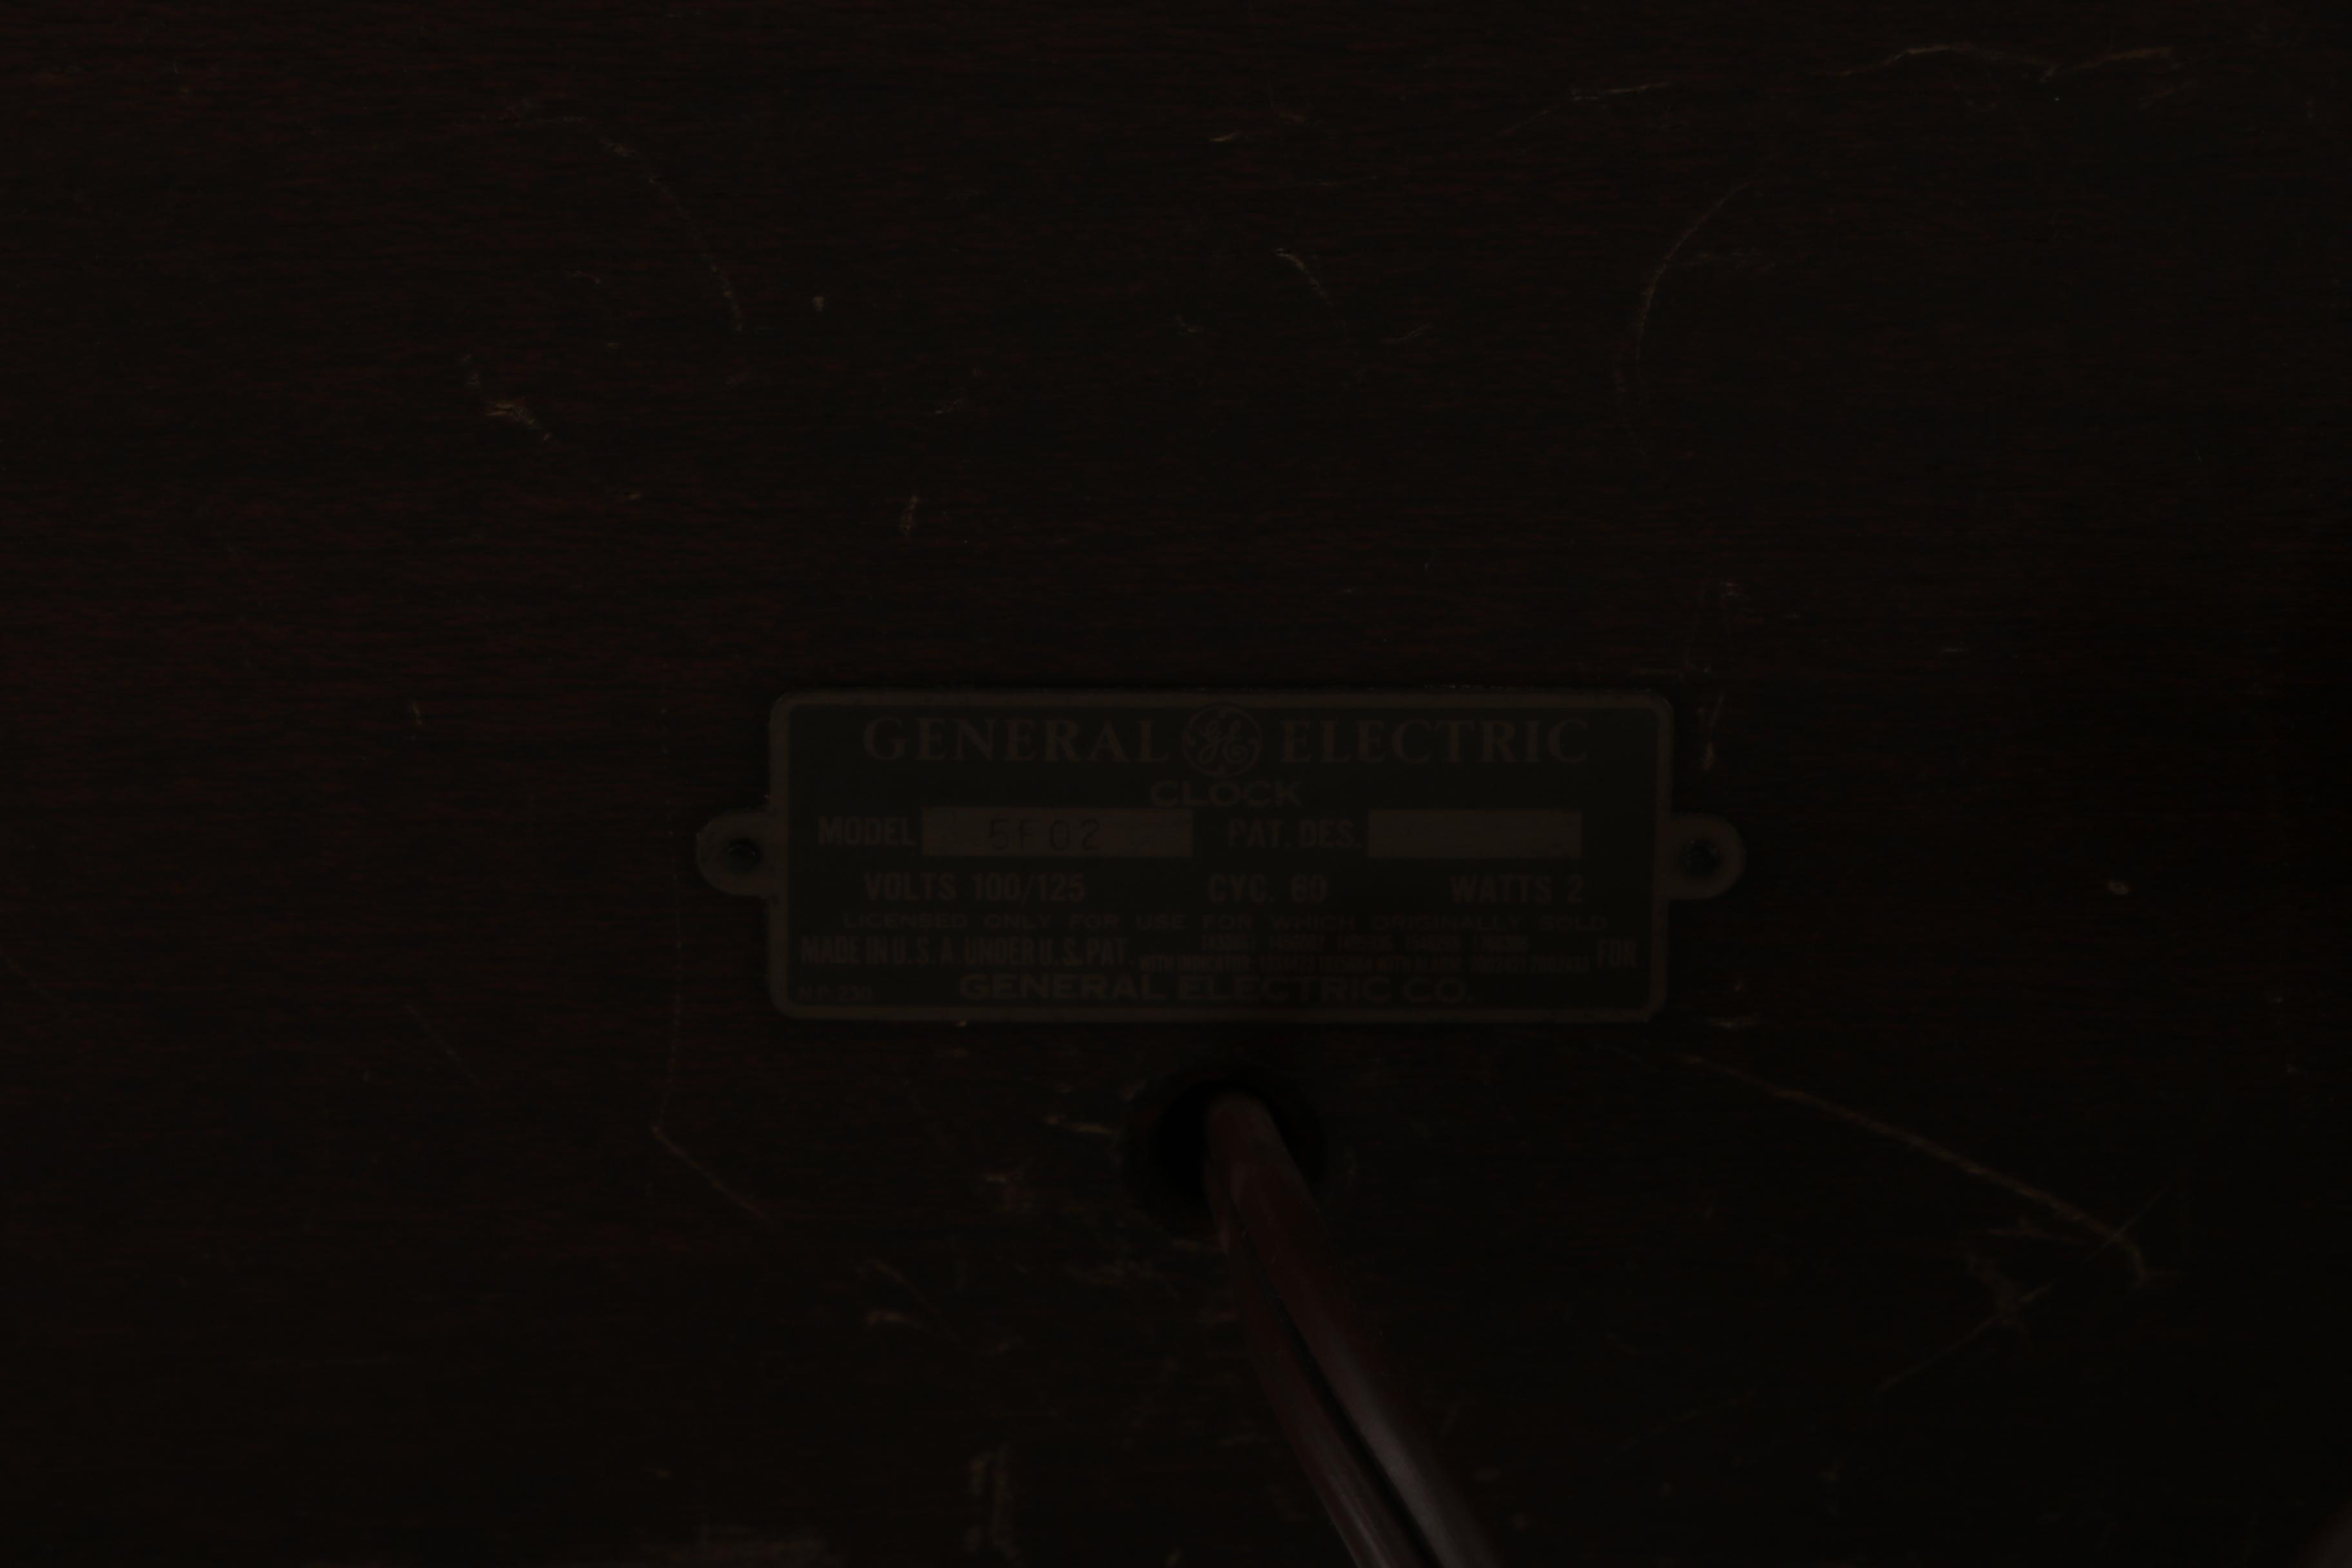 GENERAL GE ELECTRIC
CLOCK
MODEL 5F02 PAT. DES.
VOLTS 100/125 CYC. 60 WATTS 2
LICENSED ONLY FOR USE FOR WHICH ORIGINALLY SOLD
MADE IN U.S.A. UNDER U.S. PAT. FOR
GENERAL ELECTRIC CO.